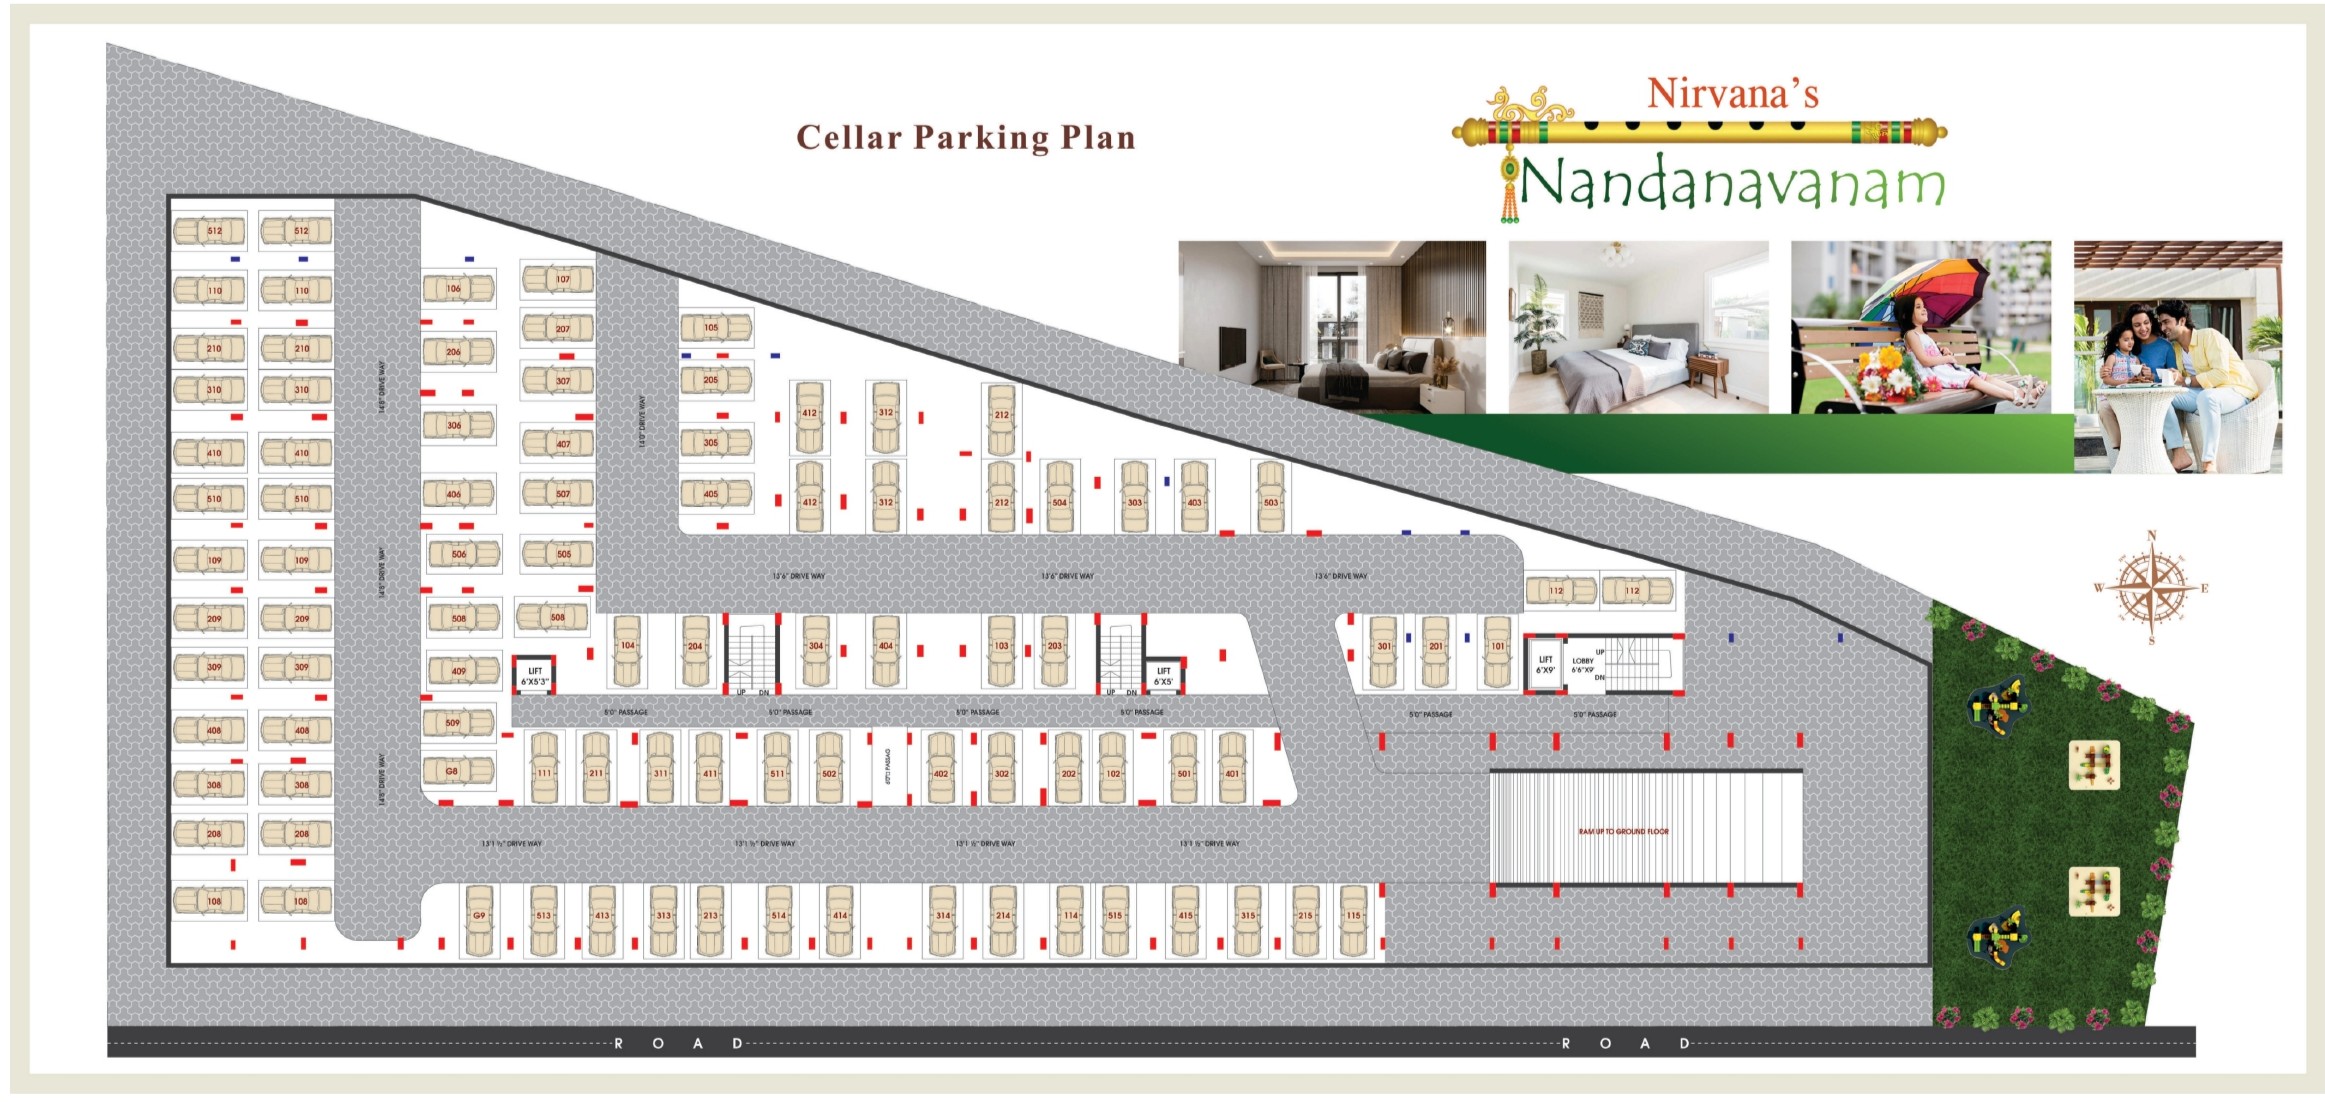 Cellar Parking Plan
Nirvana's
Nandanavanam
512 512
110 110
210 210
310 310
410 410
510 510
109 109
209 209
309 309
408 408
308 308
208 208
108 108
14'8" DRIVE WAY
14'8" DRIVE WAY
14'8" DRIVE WAY
106
206
306
406
506
508
409
509
G8
107
207
307
407
507
505
508
14'0" DRIVE WAY
105
205
305
405
412 312 212
412 312 212 504 303 403 503
13'6" DRIVE WAY 13'6" DRIVE WAY 13'6" DRIVE WAY
112 112
104 204 304 404 103 203 301 201 101
LIFT
6'X5'3"
UP DN
UP DN
LIFT
6'X5'
LIFT
6'X9'
LOBBY
6'6"X9'
UP
DN
5'0" PASSAGE 5'0" PASSAGE 5'0" PASSAGE 5'0" PASSAGE 5'0" PASSAGE 5'0" PASSAGE
111 211 311 411 511 502 402 302 202 102 501 401
RAM UP TO GROUND FLOOR
13'1 ½" DRIVE WAY 13'1 ½" DRIVE WAY 13'1 ½" DRIVE WAY 13'1 ½" DRIVE WAY
G9 513 413 313 213 514 414 314 214 114 515 415 315 215 115
N
W E
S
ROAD ROAD